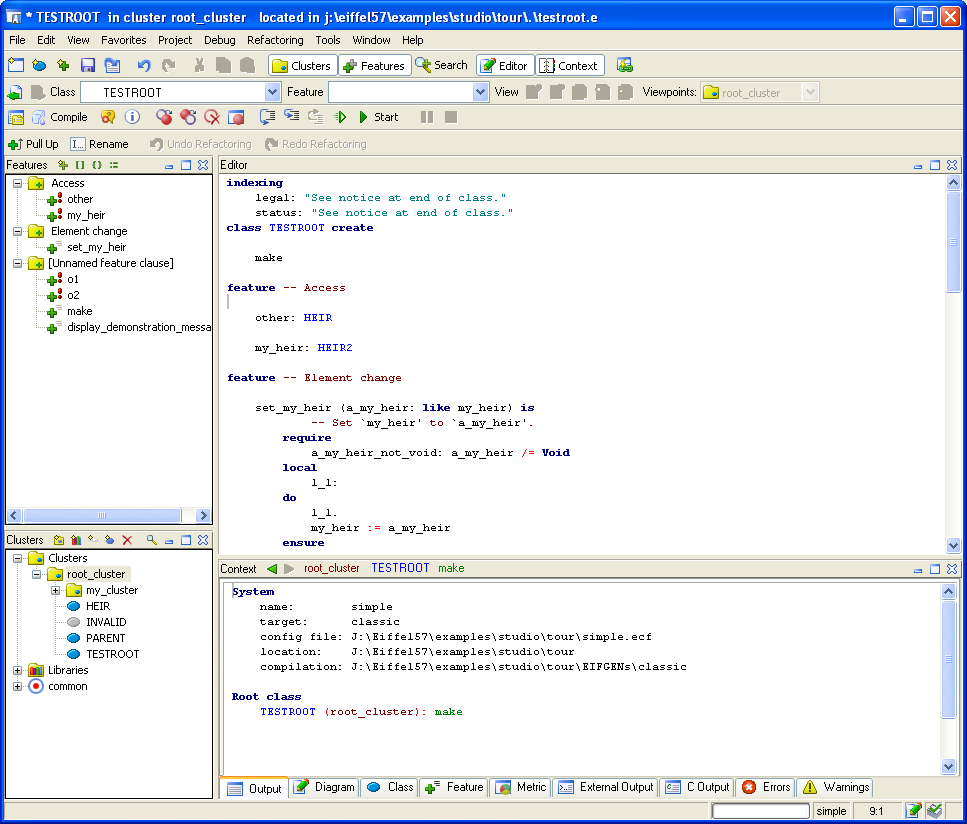 * TESTROOT in cluster root_cluster located in j:\eiffel57\examples\studio\tour\.\testroot.e
File Edit View Favorites Project Debug Refactoring Tools Window Help
Clusters Features Search Editor Context
Class TESTROOT Feature View Viewpoints: root_cluster
Compile Start
Pull Up I... Rename Undo Refactoring Redo Refactoring
Features
Access
other
my_heir
Element change
set_my_heir
[Unnamed feature clause]
o1
o2
make
display_demonstration_messa
Clusters
Clusters
root_cluster
my_cluster
HEIR
INVALID
PARENT
TESTROOT
Libraries
common
Editor
indexing
legal: "See notice at end of class."
status: "See notice at end of class."
class TESTROOT create
make
feature -- Access
other: HEIR
my_heir: HEIR2
feature -- Element change
set_my_heir (a_my_heir: like my_heir) is
-- Set `my_heir' to `a_my_heir'.
require
a_my_heir_not_void: a_my_heir /= Void
local
l_l:
do
l_l.
my_heir := a_my_heir
ensure
Context root_cluster TESTROOT make
System
name: simple
target: classic
config file: J:\Eiffel57\examples\studio\tour\simple.ecf
location: J:\Eiffel57\examples\studio\tour
compilation: J:\Eiffel57\examples\studio\tour\EIFGENs\classic
Root class
TESTROOT (root_cluster): make
Output Diagram Class Feature Metric External Output C Output Errors Warnings
simple 9:1